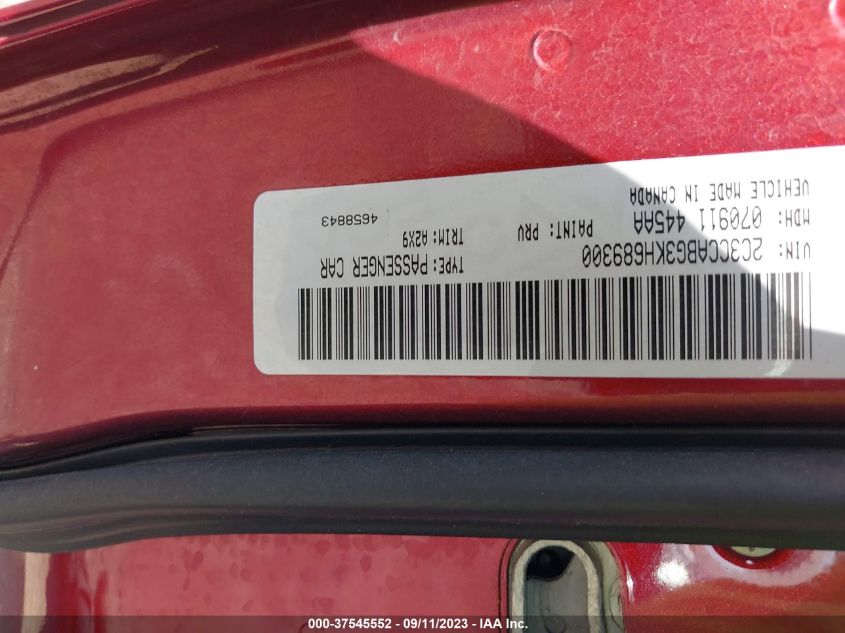 VIN: 2C3CCABG3KH689300 TYPE: PASSENGER CAR
MDH: 070911 445AA PAINT: PRV TRIM: A2X9
VEHICLE MADE IN CANADA 4658843
000-37545552 - 09/11/2023 - IAA Inc.